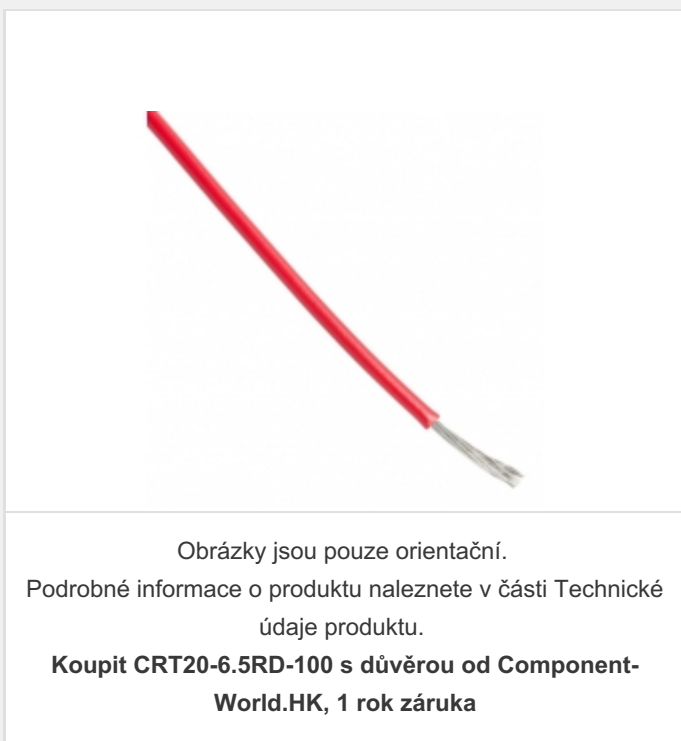 Obrázky jsou pouze orientační.
Podrobné informace o produktu naleznete v části Technické
údaje produktu.
Koupit CRT20-6.5RD-100 s důvěrou od Component-
World.HK, 1 rok záruka